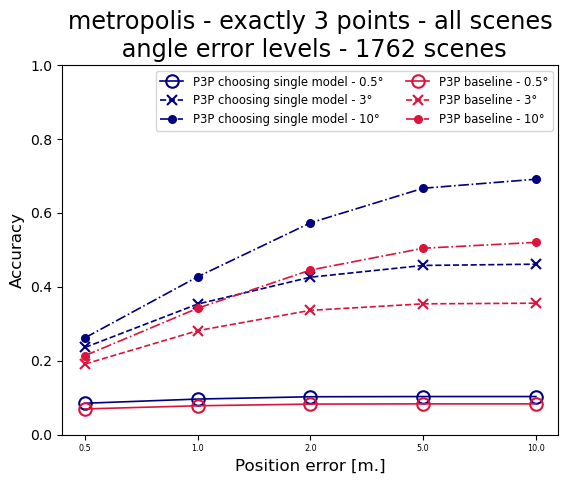 metropolis - exactly 3 points - all scenes
angle error levels - 1762 scenes
P3P choosing single model - 0.5°
P3P choosing single model - 3°
P3P choosing single model - 10°
P3P baseline - 0.5°
P3P baseline - 3°
P3P baseline - 10°
1.0
0.8
0.6
0.4
0.2
0.0
Accuracy
0.5 1.0 2.0 5.0 10.0
Position error [m.]